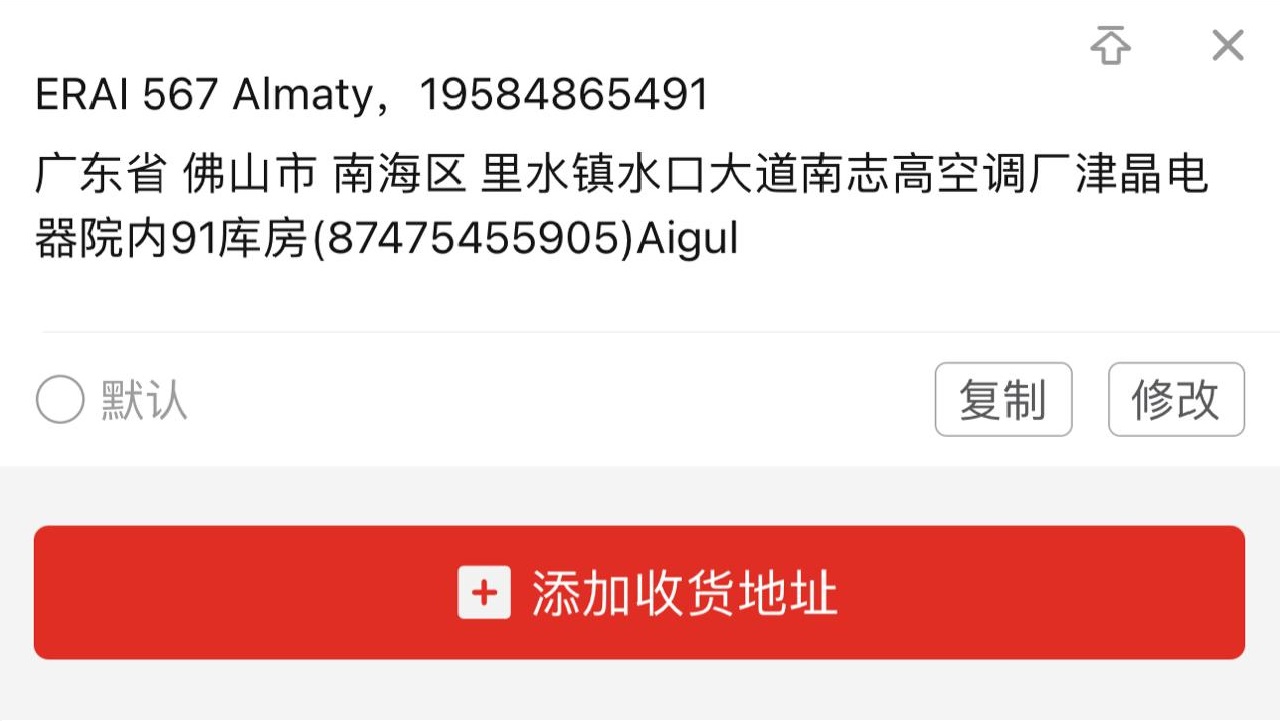 ERAI 567 Almaty，19584865491
广东省 佛山市 南海区 里水镇水口大道南志高空调厂津晶电
器院内91库房(87475455905)Aigul
默认
复制
修改
添加收货地址